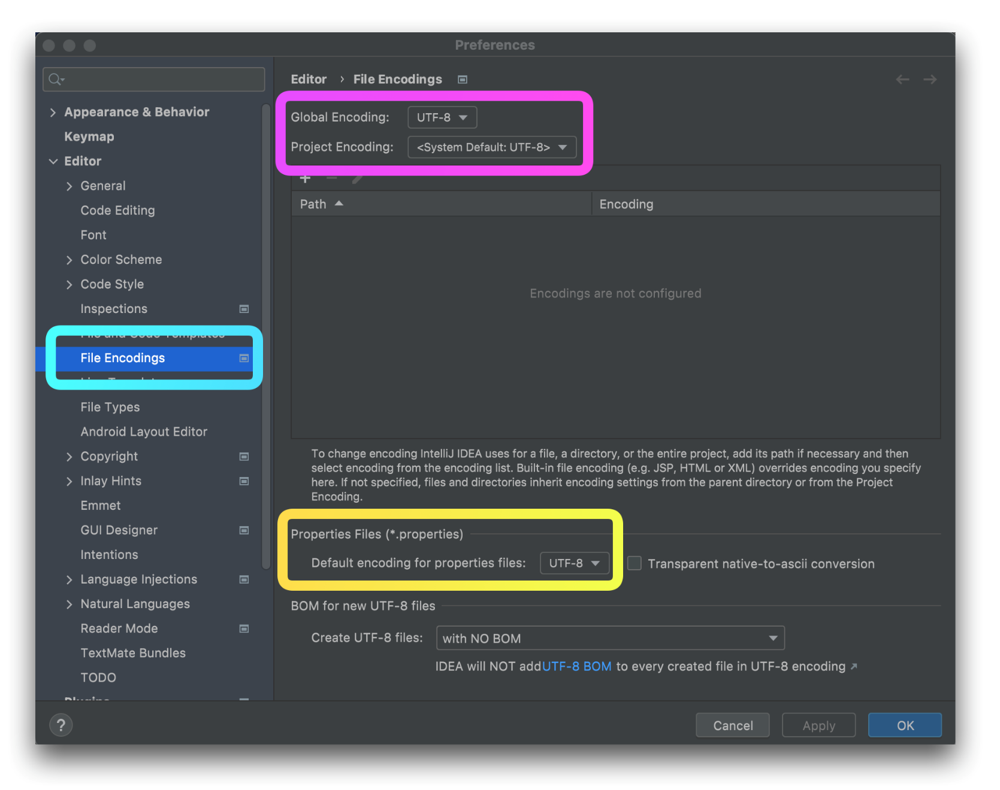 Preferences
Appearance & Behavior
Keymap
Editor
General
Code Editing
Font
Color Scheme
Code Style
Inspections
File and Code Templates
File Encodings
File Types
Android Layout Editor
Copyright
Inlay Hints
Emmet
GUI Designer
Intentions
Language Injections
Natural Languages
Reader Mode
TextMate Bundles
TODO
Plugins
?
Editor › File Encodings
Global Encoding: UTF-8
Project Encoding: <System Default: UTF-8>
Path Encoding
Encodings are not configured
To change encoding IntelliJ IDEA uses for a file, a directory, or the entire project, add its path if necessary and then
select encoding from the encoding list. Built-in file encoding (e.g. JSP, HTML or XML) overrides encoding you specify
here. If not specified, files and directories inherit encoding settings from the parent directory or from the Project
Encoding.
Properties Files (*.properties)
Default encoding for properties files: UTF-8 Transparent native-to-ascii conversion
BOM for new UTF-8 files
Create UTF-8 files: with NO BOM
IDEA will NOT add UTF-8 BOM to every created file in UTF-8 encoding
Cancel Apply OK